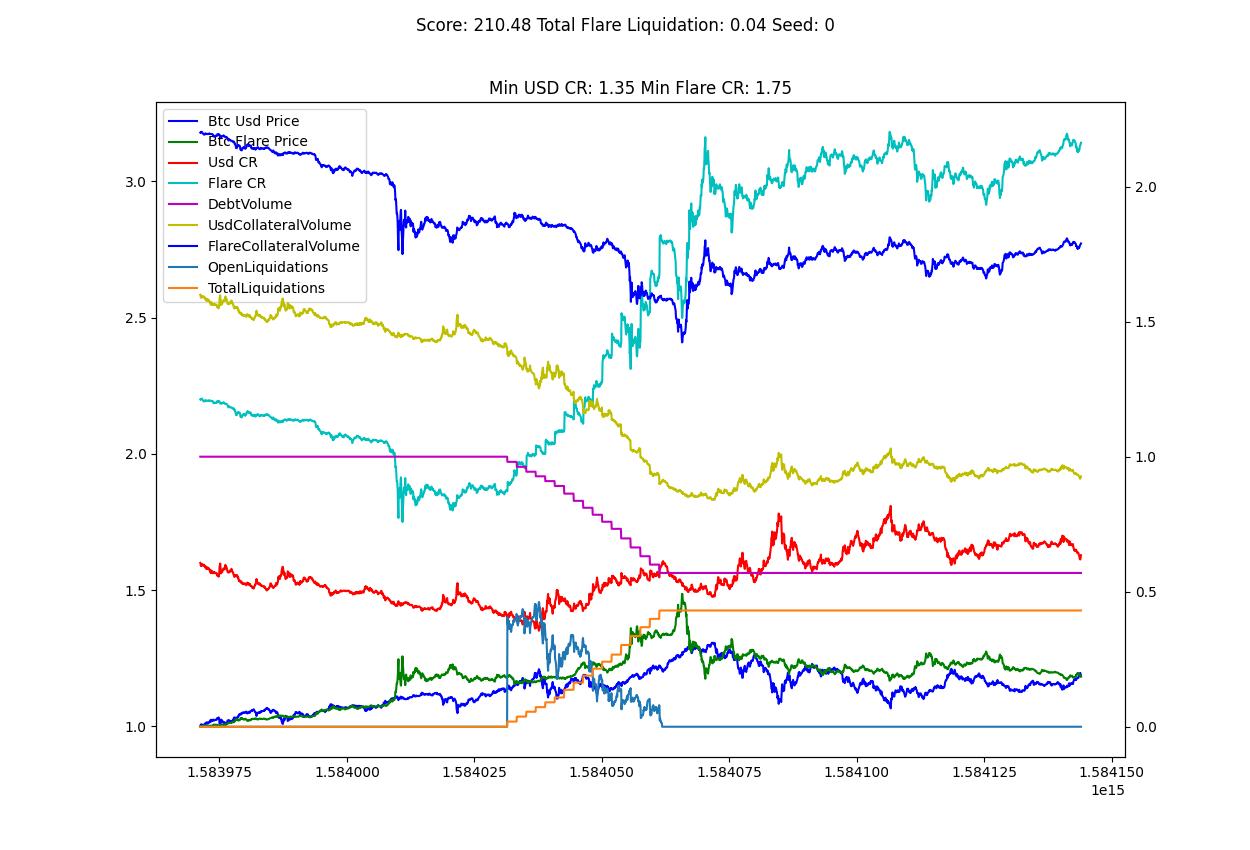 Score: 210.48 Total Flare Liquidation: 0.04 Seed: 0
Min USD CR: 1.35 Min Flare CR: 1.75
Btc Usd Price
Btc Flare Price
Usd CR
Flare CR
DebtVolume
UsdCollateralVolume
FlareCollateralVolume
OpenLiquidations
TotalLiquidations
3.0
2.5
2.0
1.5
1.0
2.0
1.5
1.0
0.5
0.0
1.583975
1.584000
1.584025
1.584050
1.584075
1.584100
1.584125
1.584150
1e15